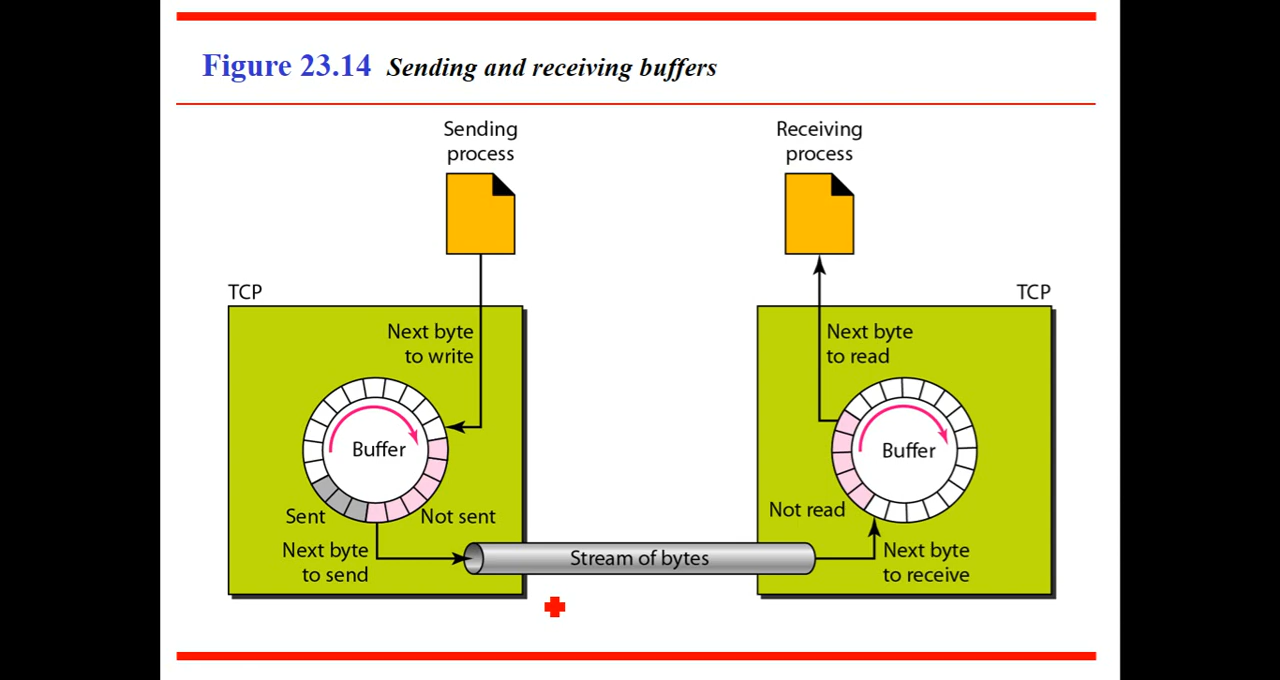 Figure 23.14 Sending and receiving buffers
Sending
process
Receiving
process
TCP
TCP
Next byte
to write
Next byte
to read
Buffer
Buffer
Sent
Not sent
Not read
Next byte
to send
Stream of bytes
Next byte
to receive